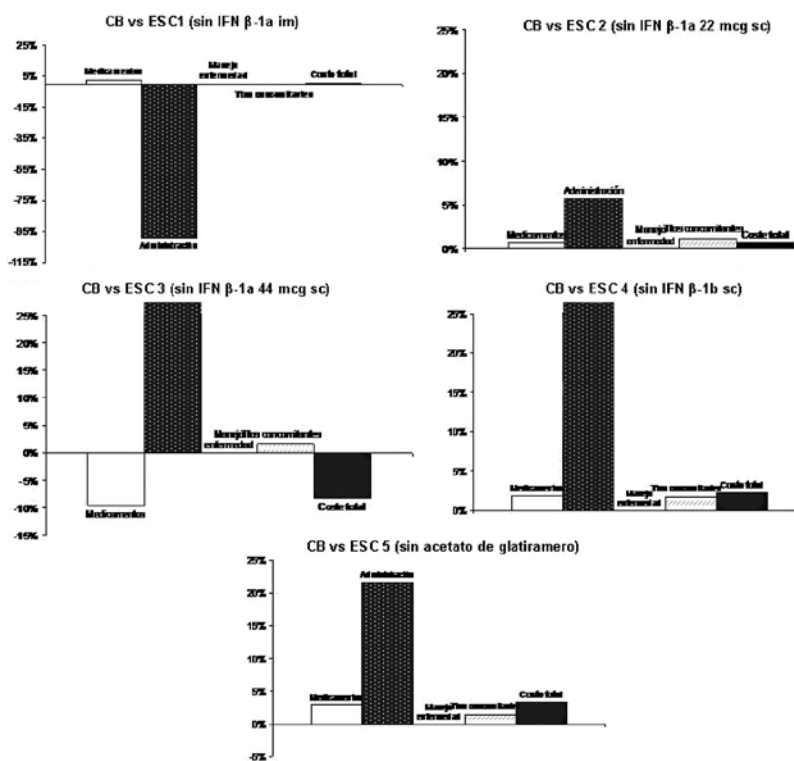 CB vs ESC1 (sin IFN β-1a im)
25%
5%
-15%
-35%
-55%
-75%
-95%
-115%
Medicamentos
Administración
Manejo
enfermedad
Ttos concomitantes
Coste total
CB vs ESC 2 (sin IFN β-1a 22 mcg sc)
25%
20%
15%
10%
5%
0%
Medicamentos
Administración
Manejo
enfermedad
Ttos concomitantes
Coste total
CB vs ESC 3 (sin IFN β-1a 44 mcg sc)
25%
20%
15%
10%
5%
0%
-5%
-10%
-15%
Medicamentos
Manejo
enfermedad
Ttos concomitantes
Coste total
CB vs ESC 4 (sin IFN β-1b sc)
25%
20%
15%
10%
5%
0%
Medicamentos
Manejo
enfermedad
Ttos concomitantes
Coste total
CB vs ESC 5 (sin acetato de glatiramero)
25%
20%
15%
10%
5%
0%
-5%
Medicamentos
Administración
Manejo
enfermedad
Ttos concomitantes
Coste total